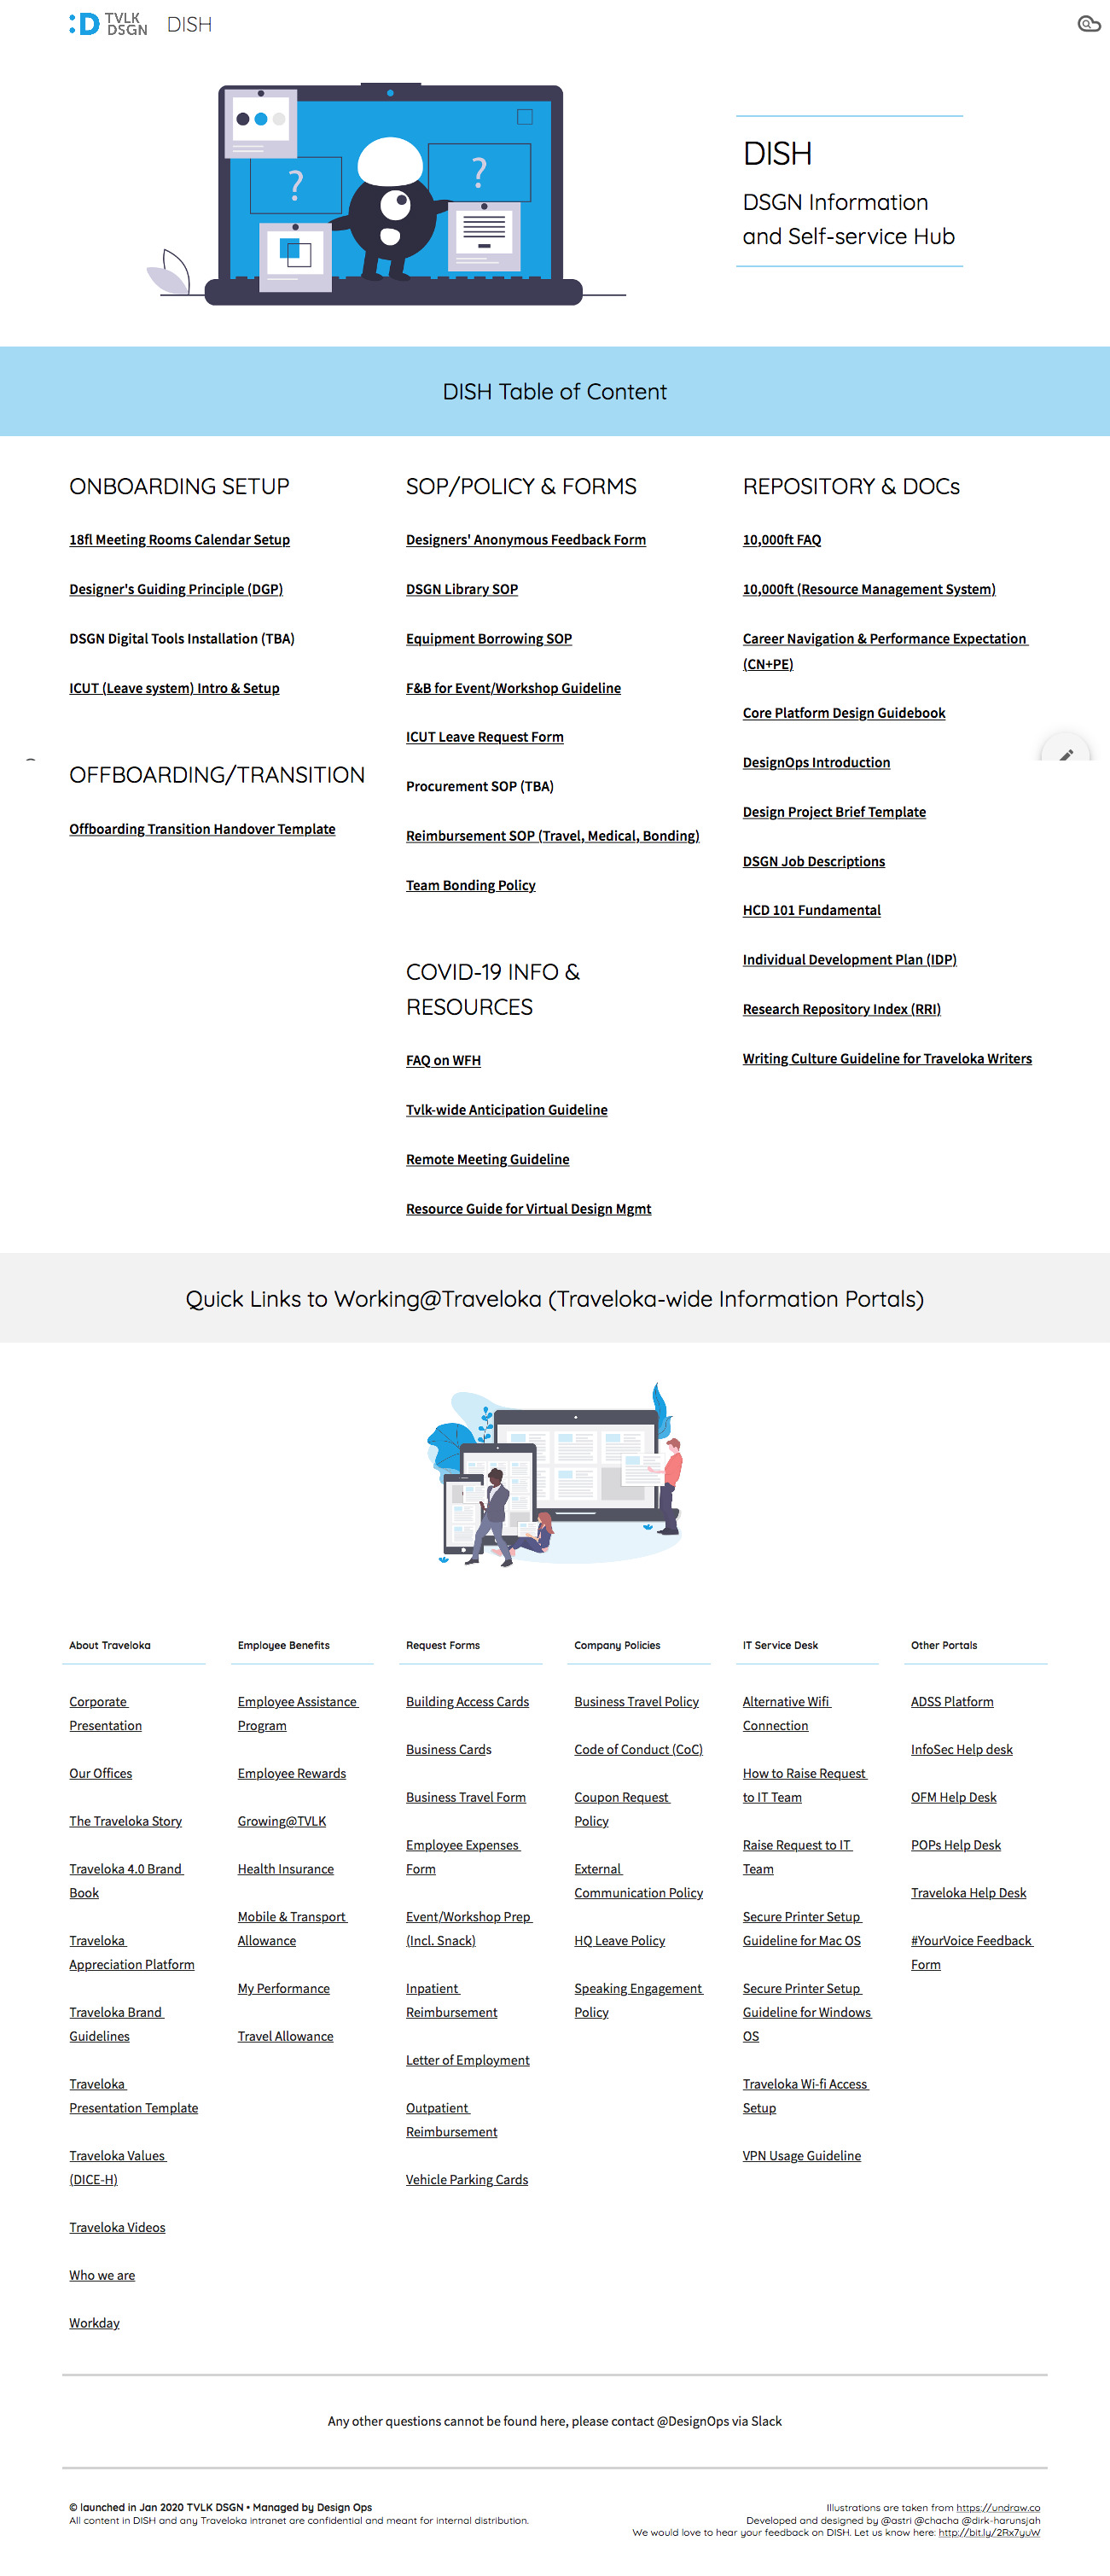 :D TVLK
DSGN
DISH
? ?
DISH
DSGN Information
and Self-service Hub
DISH Table of Content
ONBOARDING SETUP
18fl Meeting Rooms Calendar Setup
Designer's Guiding Principle (DGP)
DSGN Digital Tools Installation (TBA)
ICUT (Leave system) Intro & Setup
OFFBOARDING/TRANSITION
Offboarding Transition Handover Template
SOP/POLICY & FORMS
Designers' Anonymous Feedback Form
DSGN Library SOP
Equipment Borrowing SOP
F&B for Event/Workshop Guideline
ICUT Leave Request Form
Procurement SOP (TBA)
Reimbursement SOP (Travel, Medical, Bonding)
Team Bonding Policy
COVID-19 INFO &
RESOURCES
FAQ on WFH
Tvlk-wide Anticipation Guideline
Remote Meeting Guideline
Resource Guide for Virtual Design Mgmt
REPOSITORY & DOCs
10,000ft FAQ
10,000ft (Resource Management System)
Career Navigation & Performance Expectation
(CN+PE)
Core Platform Design Guidebook
DesignOps Introduction
Design Project Brief Template
DSGN Job Descriptions
HCD 101 Fundamental
Individual Development Plan (IDP)
Research Repository Index (RRI)
Writing Culture Guideline for Traveloka Writers
Quick Links to Working@Traveloka (Traveloka-wide Information Portals)
About Traveloka
Corporate
Presentation
Our Offices
The Traveloka Story
Traveloka 4.0 Brand
Book
Traveloka
Appreciation Platform
Traveloka Brand
Guidelines
Traveloka
Presentation Template
Traveloka Values
(DICE-H)
Traveloka Videos
Who we are
Workday
Employee Benefits
Employee Assistance
Program
Employee Rewards
Growing@TVLK
Health Insurance
Mobile & Transport
Allowance
My Performance
Travel Allowance
Request Forms
Building Access Cards
Business Cards
Business Travel Form
Employee Expenses
Form
Event/Workshop Prep
(Incl. Snack)
Inpatient
Reimbursement
Letter of Employment
Outpatient
Reimbursement
Vehicle Parking Cards
Company Policies
Business Travel Policy
Code of Conduct (CoC)
Coupon Request
Policy
External
Communication Policy
HQ Leave Policy
Speaking Engagement
Policy
IT Service Desk
Alternative Wifi
Connection
How to Raise Request
to IT Team
Raise Request to IT
Team
Secure Printer Setup
Guideline for Mac OS
Secure Printer Setup
Guideline for Windows
OS
Traveloka Wi-fi Access
Setup
VPN Usage Guideline
Other Portals
ADSS Platform
InfoSec Help desk
OFM Help Desk
POPs Help Desk
Traveloka Help Desk
#YourVoice Feedback
Form
Any other questions cannot be found here, please contact @DesignOps via Slack
© launched in Jan 2020 TVLK DSGN • Managed by Design Ops
All content in DISH and any Traveloka intranet are confidential and meant for internal distribution.
Illustrations are taken from https://undraw.co
Developed and designed by @astri @chacha @dirk-harunsjah
We would love to hear your feedback on DISH. Let us know here: http://bit.ly/2Rx7yuW